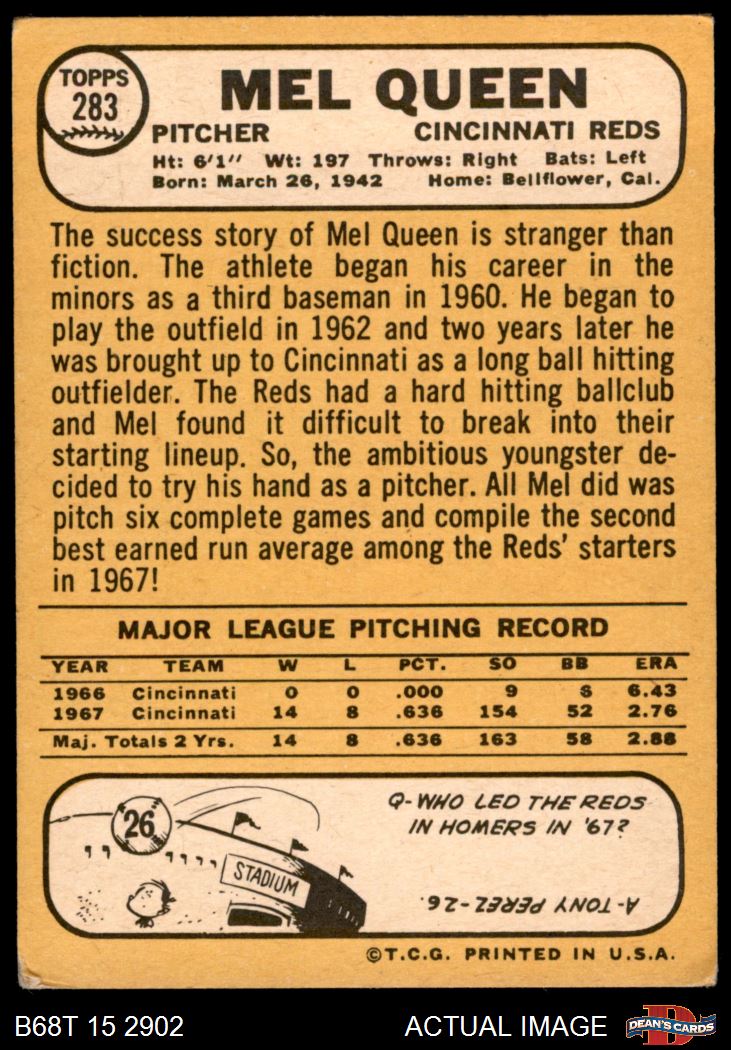 TOPPS
283
MEL QUEEN
PITCHER CINCINNATI REDS
Ht: 6'1" Wt: 197 Throws: Right Bats: Left
Born: March 26, 1942 Home: Bellflower, Cal.
The success story of Mel Queen is stranger than
fiction. The athlete began his career in the
minors as a third baseman in 1960. He began to
play the outfield in 1962 and two years later he
was brought up to Cincinnati as a long ball hitting
outfielder. The Reds had a hard hitting ballclub
and Mel found it difficult to break into their
starting lineup. So, the ambitious youngster de-
cided to try his hand as a pitcher. All Mel did was
pitch six complete games and compile the second
best earned run average among the Reds' starters
in 1967!
MAJOR LEAGUE PITCHING RECORD
YEAR TEAM W L PCT. SO BB ERA
1966 Cincinnati 0 0 .000 9 6 6.43
1967 Cincinnati 14 8 .636 154 52 2.76
Maj. Totals 2 Yrs. 14 8 .636 163 58 2.88
26
STADIUM
Q-WHO LED THE REDS
IN HOMERS IN '67?
A-TONY PEREZ-26.
©T.C.G. PRINTED IN U.S.A.
B68T 15 2902 ACTUAL IMAGE
D
DEAN'S CARDS